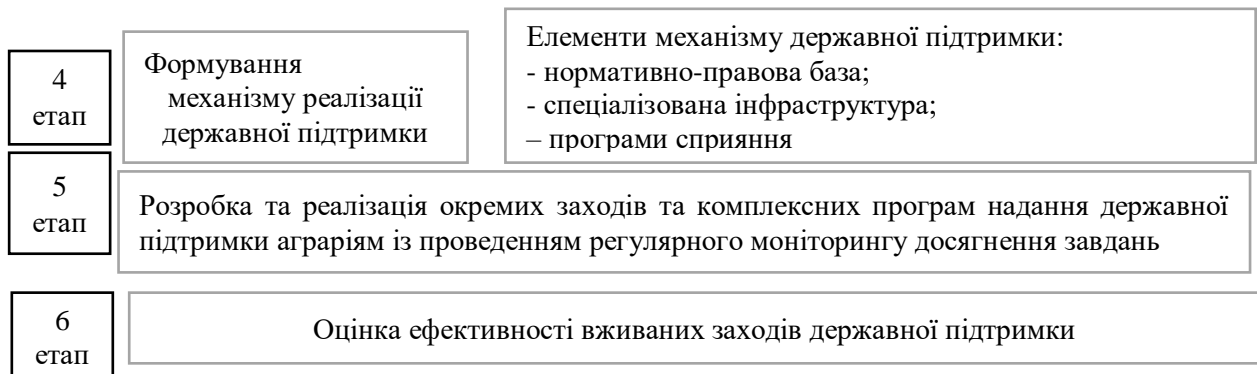 4
етап
Формування
механізму реалізації
державної підтримки
Елементи механізму державної підтримки:
- нормативно-правова база;
- спеціалізована інфраструктура;
– програми сприяння
5
етап
Розробка та реалізація окремих заходів та комплексних програм надання державної
підтримки аграріям із проведенням регулярного моніторингу досягнення завдань
6
етап
Оцінка ефективності вживаних заходів державної підтримки